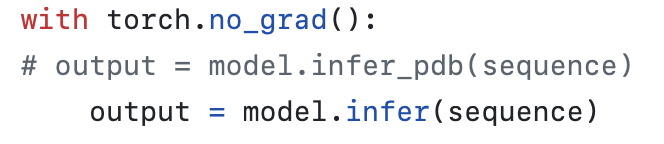 with torch.no_grad():
# output = model.infer_pdb(sequence)
    output = model.infer(sequence)